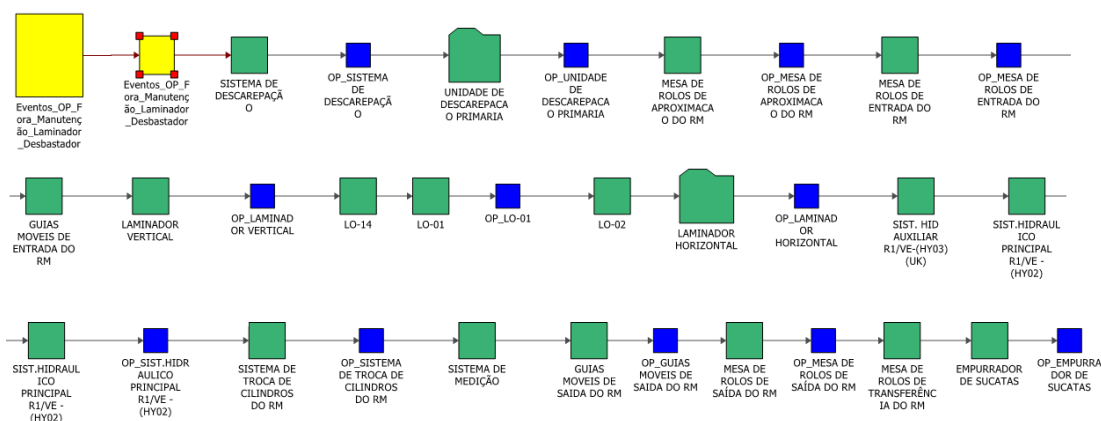 Eventos_OP_F
ora_Manutenç
ão_Laminador
_Desbastador
Eventos_OP_F
ora_Manutenç
ão_Laminador
_Desbastador
SISTEMA DE
DESCAREPAÇÃ
O
OP_SISTEMA
DE
DESCAREPAÇÃ
O
UNIDADE DE
DESCAREPACA
O PRIMARIA
OP_UNIDADE
DE
DESCAREPACA
O PRIMARIA
MESA DE
ROLOS DE
APROXIMACA
O DO RM
OP_MESA DE
ROLOS DE
APROXIMACA
O DO RM
MESA DE
ROLOS DE
ENTRADA DO
RM
OP_MESA DE
ROLOS DE
ENTRADA DO
RM
GUIAS
MOVEIS DE
ENTRADA DO
RM
LAMINADOR
VERTICAL
OP_LAMINAD
OR VERTICAL
LO-14
LO-01
OP_LO-01
LO-02
LAMINADOR
HORIZONTAL
OP_LAMINAD
OR
HORIZONTAL
SIST. HID
AUXILIAR
R1/VE-(HY03)
(UK)
SIST.HIDRAUL
ICO
PRINCIPAL
R1/VE -
(HY02)
SIST.HIDRAUL
ICO
PRINCIPAL
R1/VE -
(HY02)
OP_SIST.HIDR
AULICO
PRINCIPAL
R1/VE -
(HY02)
SISTEMA DE
TROCA DE
CILINDROS
DO RM
OP_SISTEMA
DE TROCA DE
CILINDROS
DO RM
SISTEMA DE
MEDIÇÃO
GUIAS
MOVEIS DE
SAIDA DO RM
OP_GUIAS
MOVEIS DE
SAIDA DO RM
MESA DE
ROLOS DE
SAÍDA DO RM
OP_MESA DE
ROLOS DE
SAÍDA DO RM
MESA DE
ROLOS DE
TRANSFERÊNC
IA DO RM
EMPURRADOR
DE SUCATAS
OP_EMPURRA
DOR DE
SUCATAS